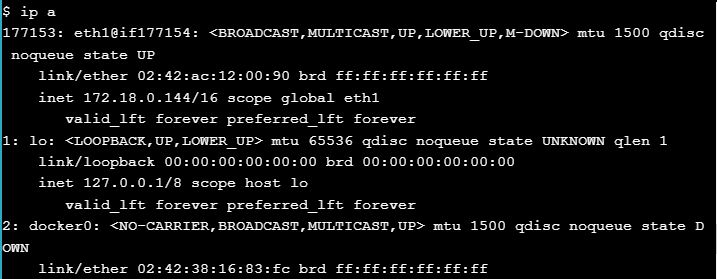 $ ip a
177153: eth1@if177154: <BROADCAST,MULTICAST,UP,LOWER_UP,M-DOWN> mtu 1500 qdisc
noqueue state UP
link/ether 02:42:ac:12:00:90 brd ff:ff:ff:ff:ff:ff
inet 172.18.0.144/16 scope global eth1
valid_lft forever preferred_lft forever
1: lo: <LOOPBACK,UP,LOWER_UP> mtu 65536 qdisc noqueue state UNKNOWN qlen 1
link/loopback 00:00:00:00:00:00 brd 00:00:00:00:00:00
inet 127.0.0.1/8 scope host lo
valid_lft forever preferred_lft forever
2: docker0: <NO-CARRIER,BROADCAST,MULTICAST,UP> mtu 1500 qdisc noqueue state D
OWN
link/ether 02:42:38:16:83:fc brd ff:ff:ff:ff:ff:ff